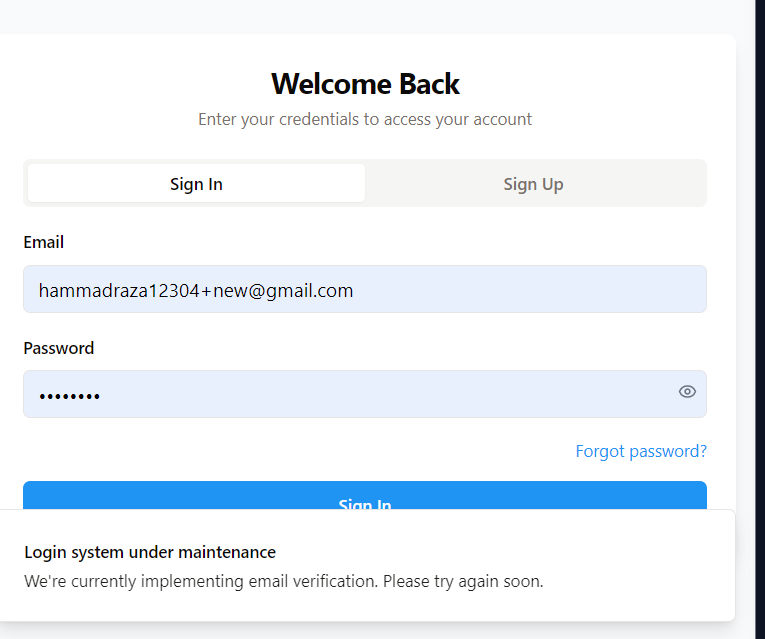 Welcome Back
Enter your credentials to access your account
Sign In
Sign Up
Email
hammadraza12304+new@gmail.com
Password
••••••••
Forgot password?
Sign In
Login system under maintenance
We're currently implementing email verification. Please try again soon.